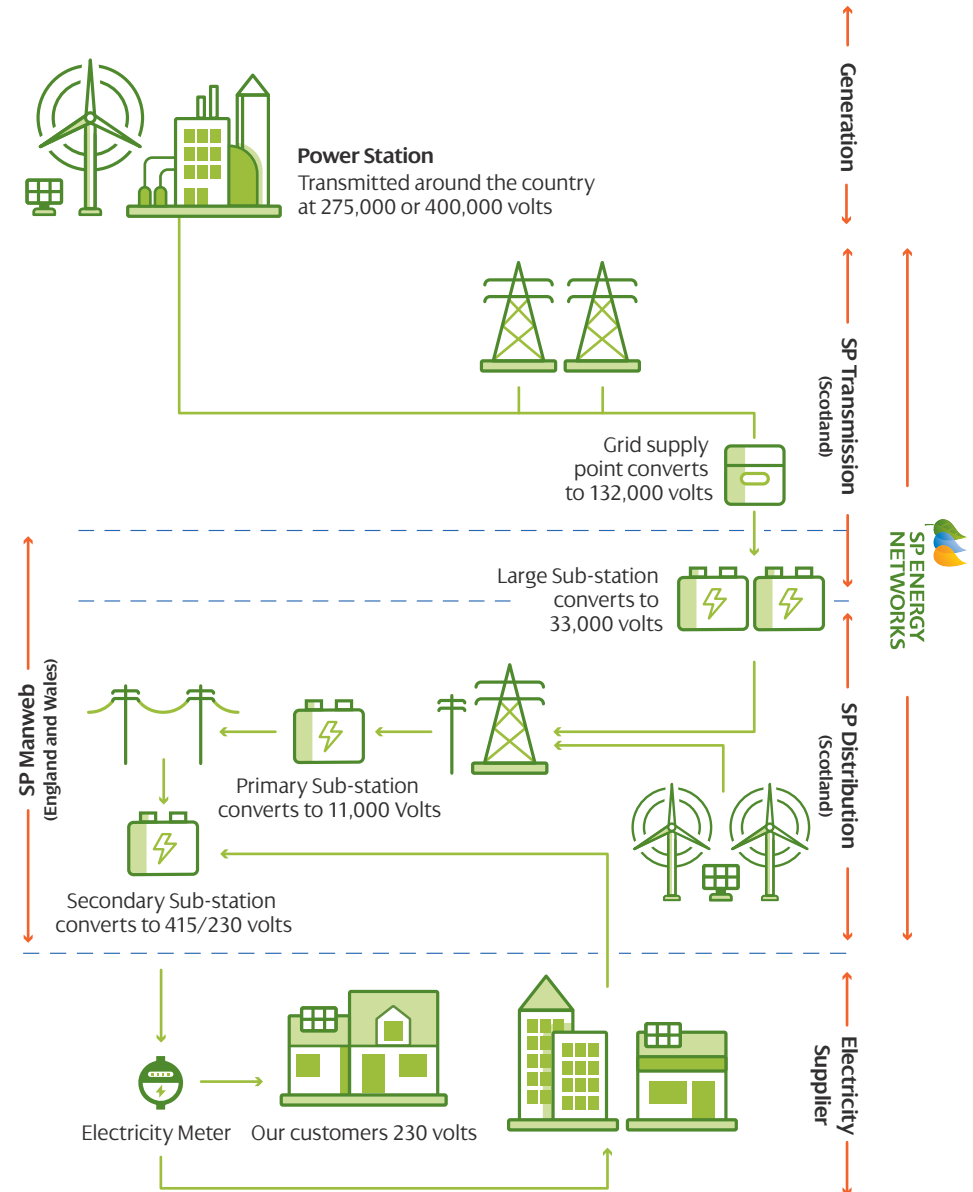 Generation
Power Station
Transmitted around the country
at 275,000 or 400,000 volts
SP Transmission
(Scotland)
Grid supply
point converts
to 132,000 volts
SP ENERGY
NETWORKS
Large Sub-station
converts to
33,000 volts
SP Manweb
(England and Wales)
SP Distribution
(Scotland)
Primary Sub-station
converts to 11,000 Volts
Secondary Sub-station
converts to 415/230 volts
Electricity
Supplier
Electricity Meter
Our customers 230 volts